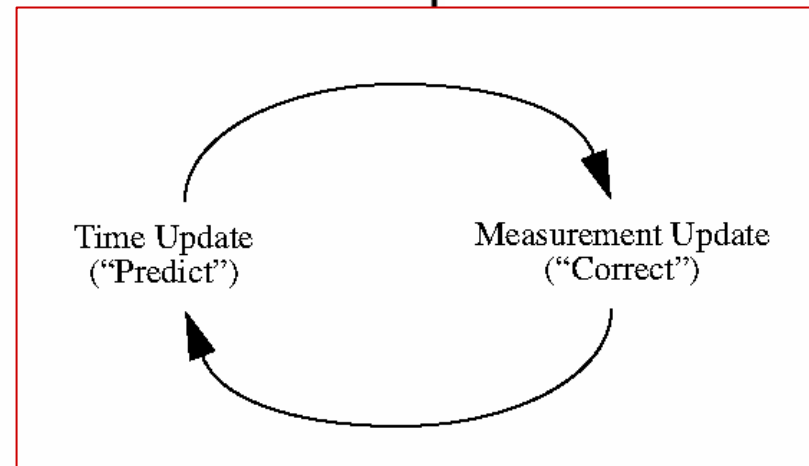 Time Update
(“Predict”)
Measurement Update
(“Correct”)